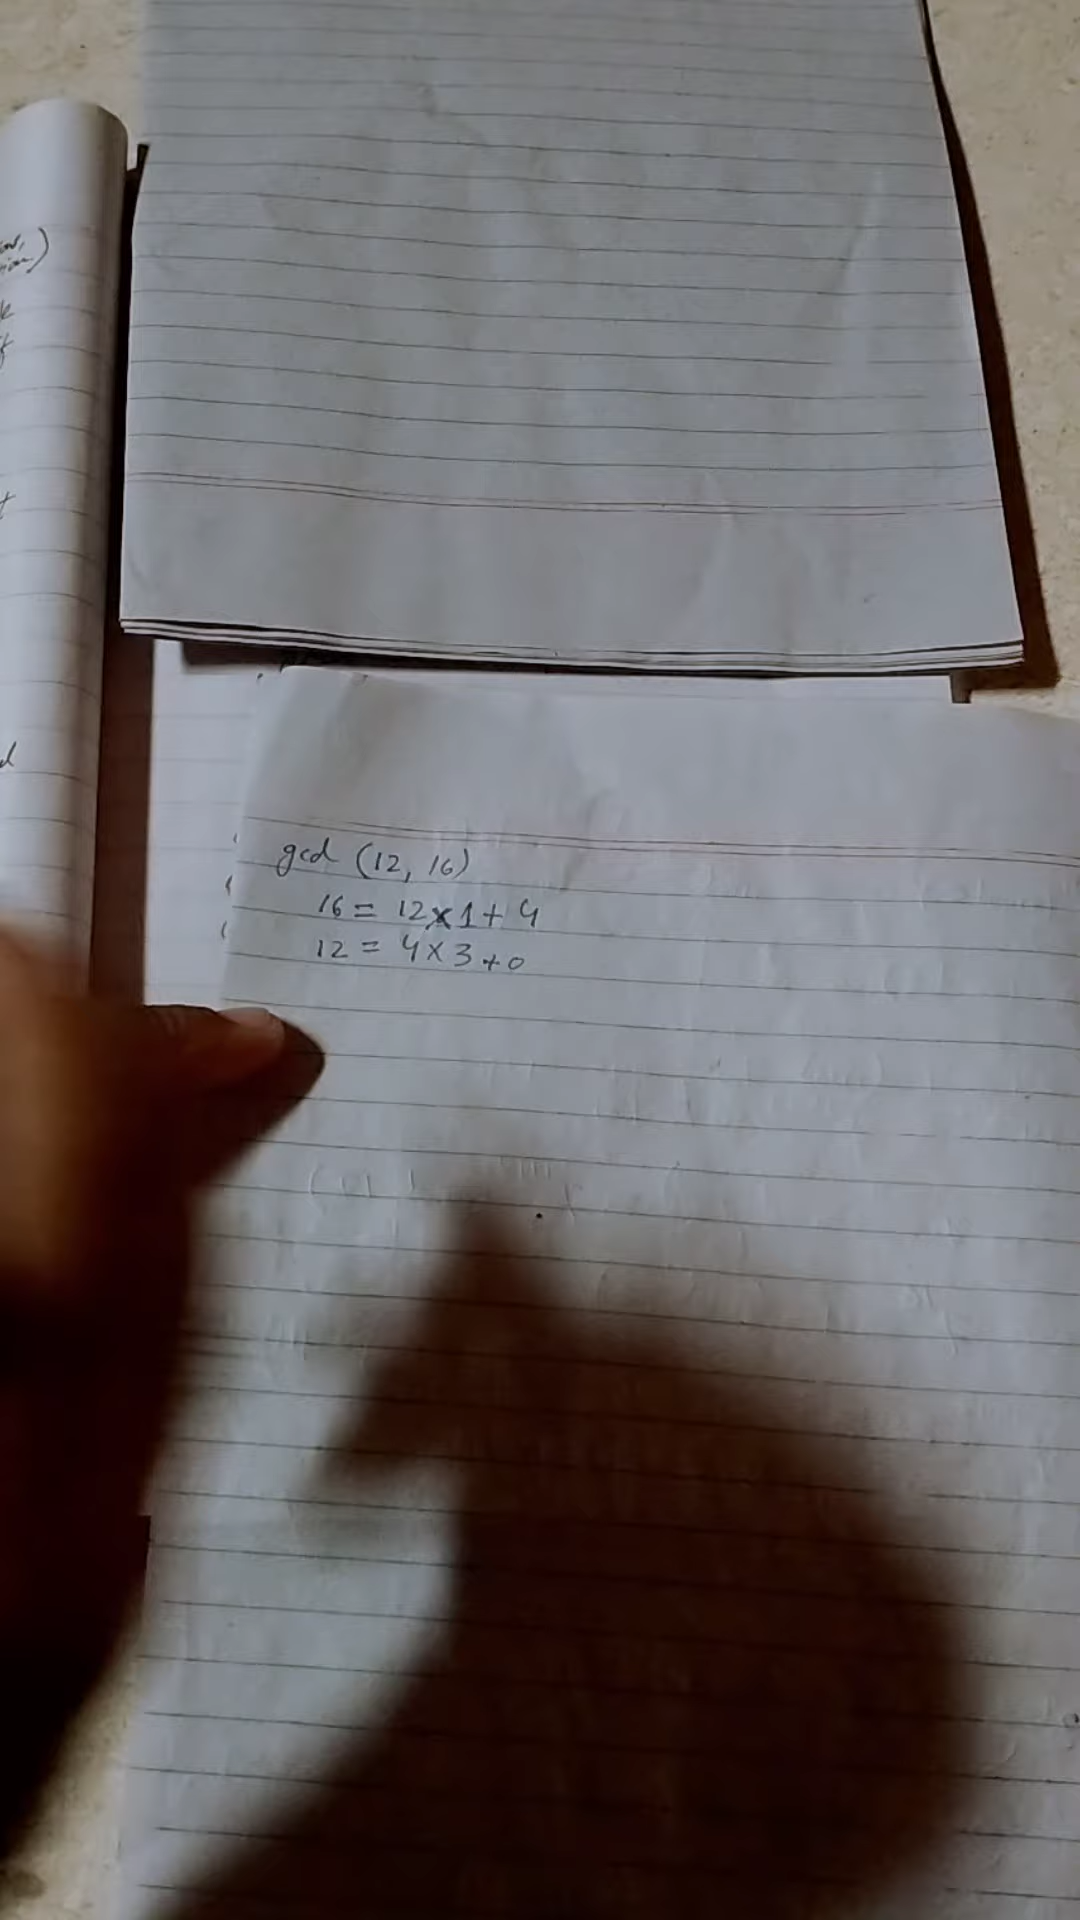 gcd (12, 16)
16 = 12 x 1 + 4
12 = 4 x 3 + 0